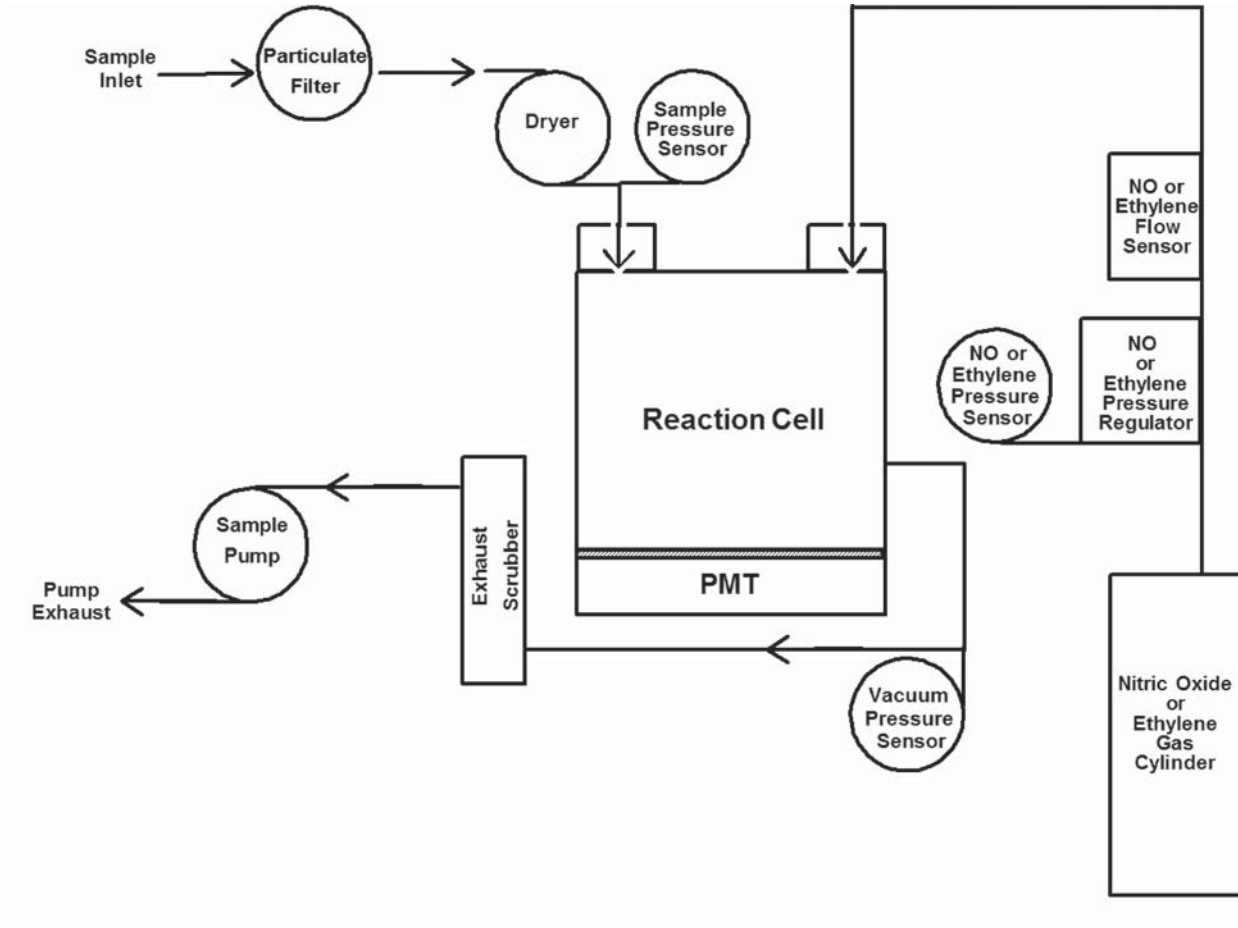 Sample
Inlet
Particulate
Filter
Dryer
Sample
Pressure
Sensor
NO or
Ethylene
Flow
Sensor
NO or
Ethylene
Pressure
Sensor
NO
or
Ethylene
Pressure
Regulator
Reaction Cell
PMT
Exhaust
Scrubber
Sample
Pump
Pump
Exhaust
Vacuum
Pressure
Sensor
Nitric Oxide
or
Ethylene
Gas
Cylinder